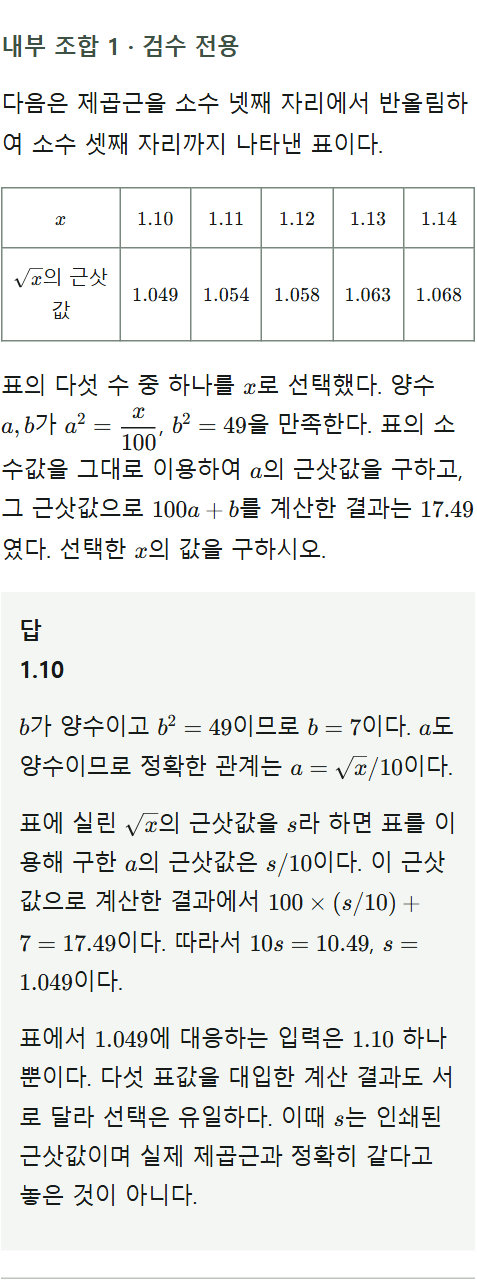 내부 조합 1 · 검수 전용
다음은 제곱근을 소수 넷째 자리에서 반올림하
여 소수 셋째 자리까지 나타낸 표이다.
x 1.10 1.11 1.12 1.13 1.14
√x의 근삿
값 1.049 1.054 1.058 1.063 1.068
표의 다섯 수 중 하나를 x로 선택했다. 양수
a, b가 a² = x/100, b² = 49을 만족한다. 표의 소
수값을 그대로 이용하여 a의 근삿값을 구하고,
그 근삿값으로 100a + b를 계산한 결과는 17.49
였다. 선택한 x의 값을 구하시오.
답
1.10
b가 양수이고 b² = 49이므로 b = 7이다. a도
양수이므로 정확한 관계는 a = √x/10이다.
표에 실린 √x의 근삿값을 s라 하면 표를 이
용해 구한 a의 근삿값은 s/10이다. 이 근삿
값으로 계산한 결과에서 100 × (s/10) +
7 = 17.49이다. 따라서 10s = 10.49, s =
1.049이다.
표에서 1.049에 대응하는 입력은 1.10 하나
뿐이다. 다섯 표값을 대입한 계산 결과도 서
로 달라 선택은 유일하다. 이때 s는 인쇄된
근삿값이며 실제 제곱근과 정확히 같다고
놓은 것이 아니다.